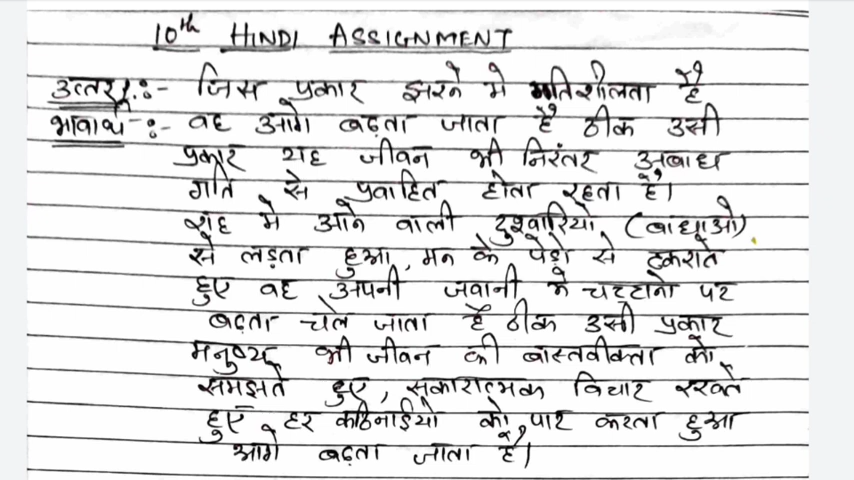 10th HINDI ASSIGNMENT
उत्तर1:- जिस प्रकार झरने मे गतिशीलता है
भावार्थ:- वह आगे बढ़ता जाता है ठीक उसी
प्रकार यह जीवन भी निरंतर अबाध
गति से प्रवाहित होता रहता है।
राह मे आने वाली दुश्वारियो (बाधाओ)
से लड़ता हुआ, मन के पेड़ो से टकराते
हुए वह अपनी जवानी मे चट्टानो पर
बढ़ता चले जाता है ठीक उसी प्रकार
मनुष्य भी जीवन की वास्तवीकता को
समझते हुए, सकारात्मक विचार रखते
हुए हर कठिनाईयो को पार करता हुआ
आगे बढ़ता जाता है।